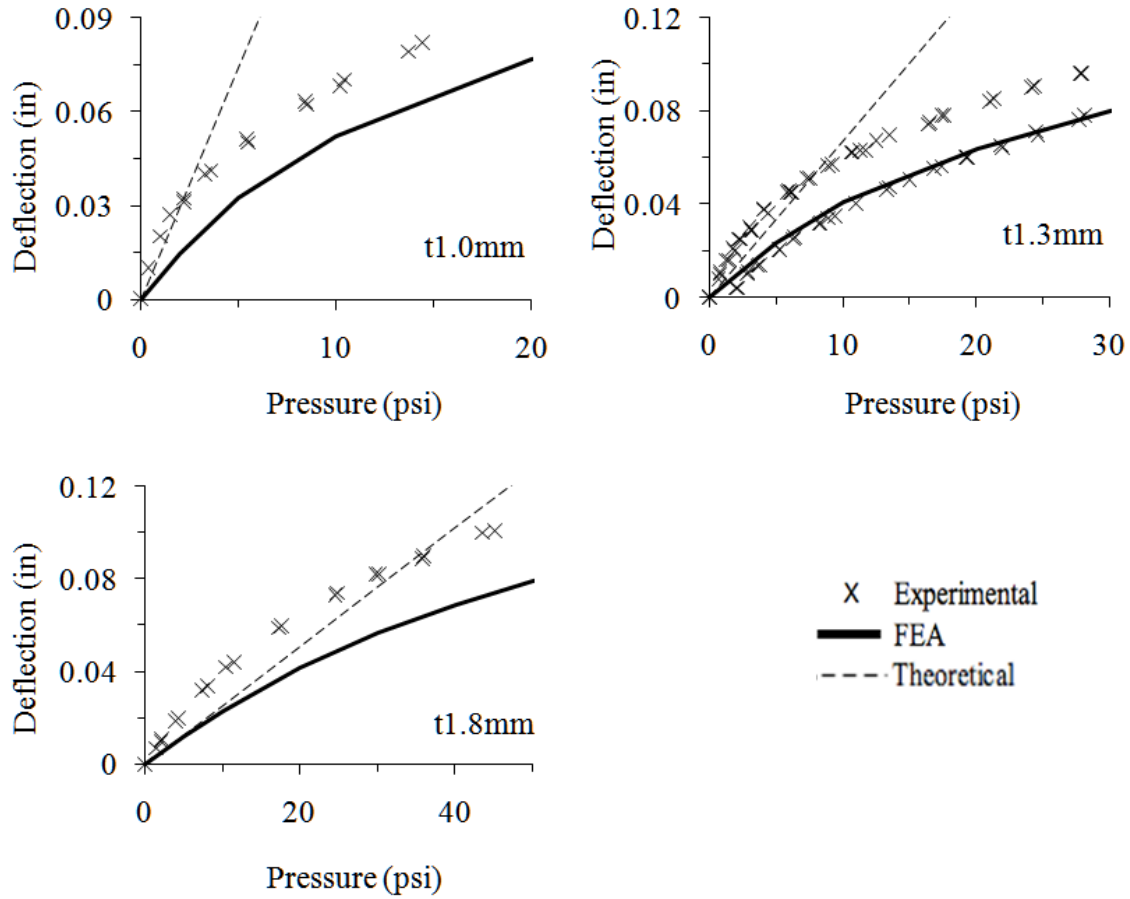 0.09
0.06
0.03
0
Deflection (in)
t1.0mm
0 10 20
Pressure (psi)
0.12
0.08
0.04
0
Deflection (in)
t1.3mm
0 10 20 30
Pressure (psi)
0.12
0.08
0.04
0
Deflection (in)
t1.8mm
0 20 40
Pressure (psi)
Experimental
FEA
Theoretical